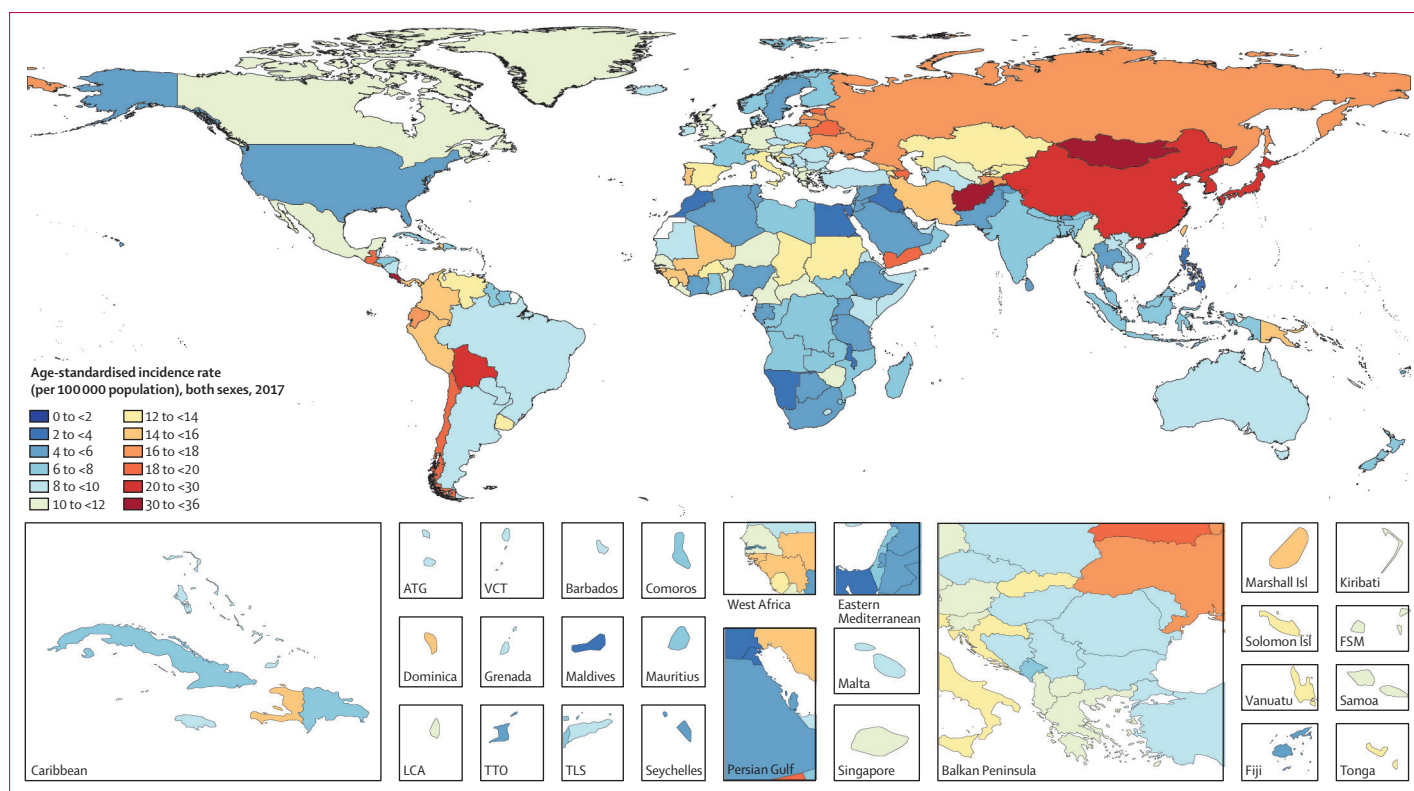 Age-standardised incidence rate
(per 100 000 population), both sexes, 2017
0 to <2
2 to <4
4 to <6
6 to <8
8 to <10
10 to <12
12 to <14
14 to <16
16 to <18
18 to <20
20 to <30
30 to <36
Caribbean
ATG
VCT
Barbados
Comoros
Dominica
Grenada
Maldives
Mauritius
LCA
TTO
TLS
Seychelles
West Africa
Eastern
Mediterranean
Persian Gulf
Malta
Singapore
Balkan Peninsula
Marshall Isl
Kiribati
Solomon Isl
FSM
Vanuatu
Samoa
Fiji
Tonga